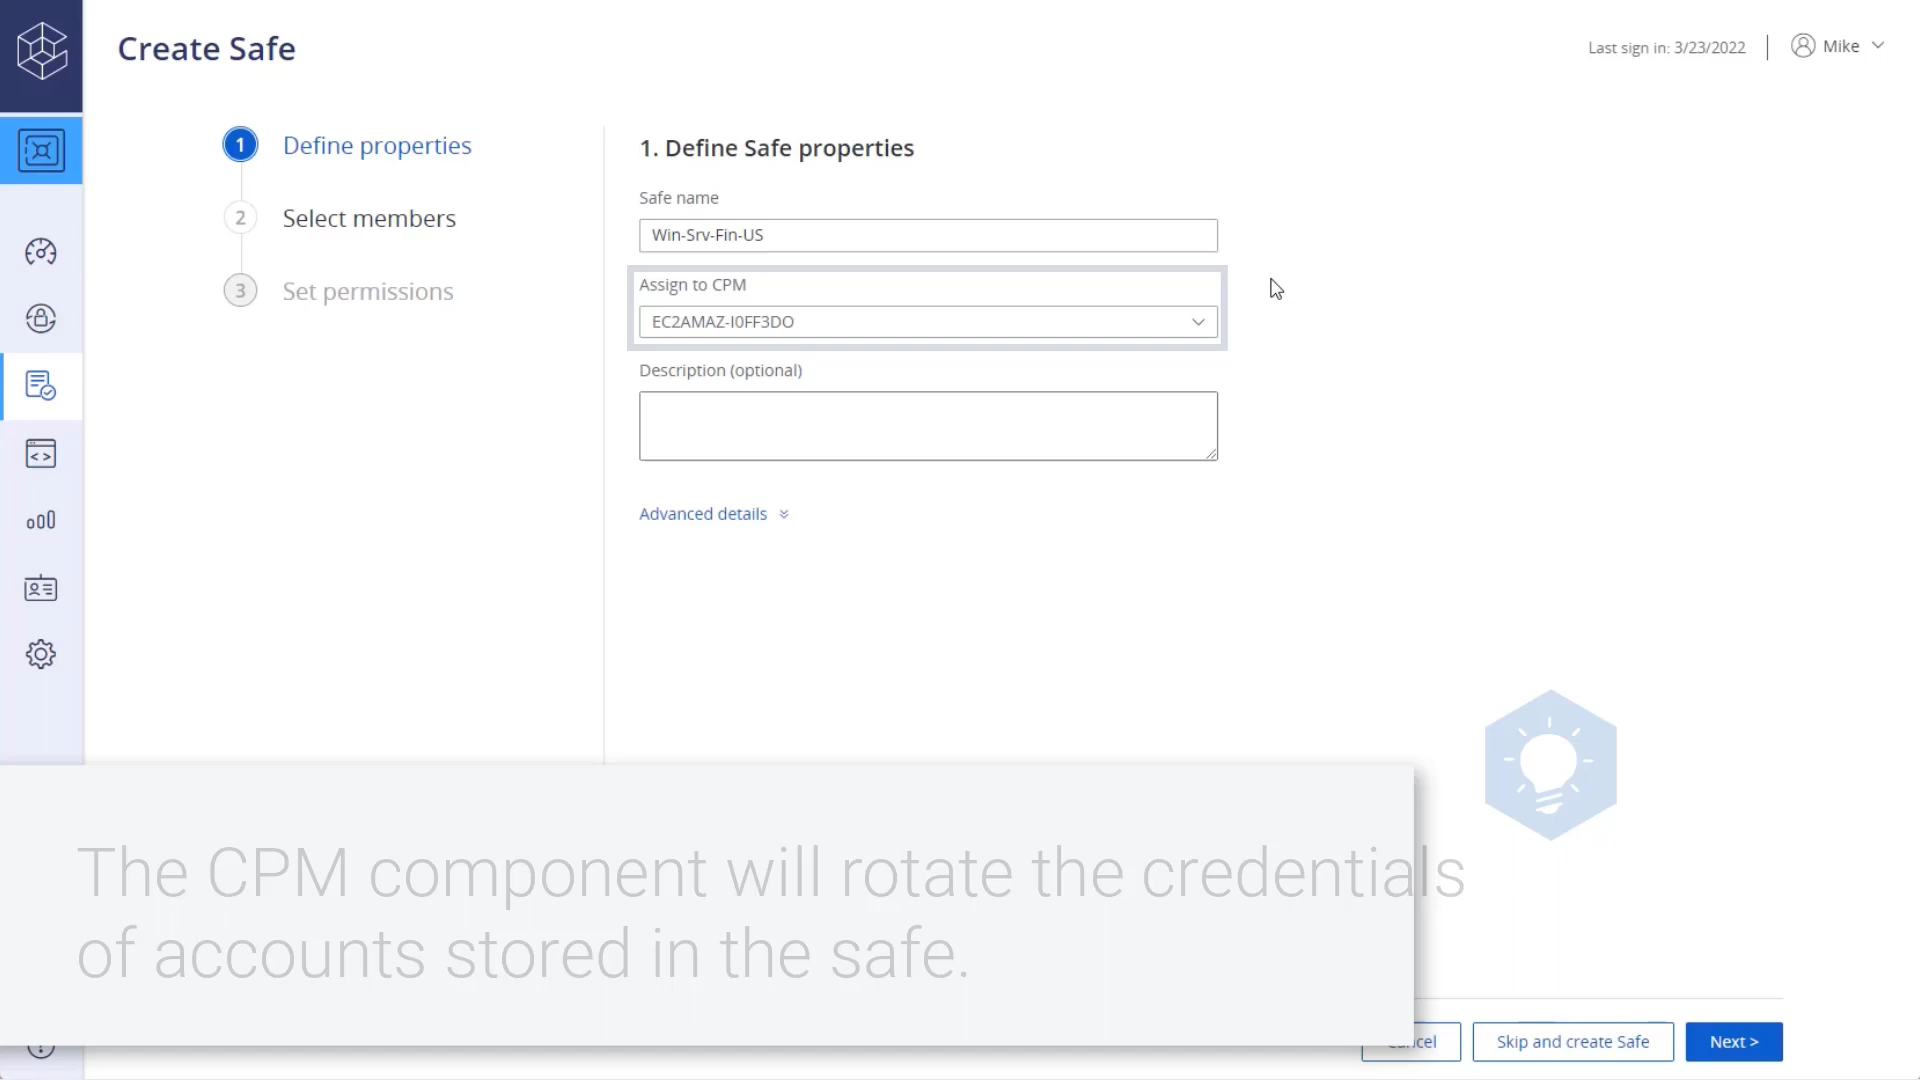 Create Safe
Last sign in: 3/23/2022
Mike
1
Define properties
2
Select members
3
Set permissions
1. Define Safe properties
Safe name
Win-Srv-Fin-US
Assign to CPM
EC2AMAZ-I0FF3DO
Description (optional)
Advanced details
The CPM component will rotate the credentials
of accounts stored in the safe.
Skip and create Safe
Next >